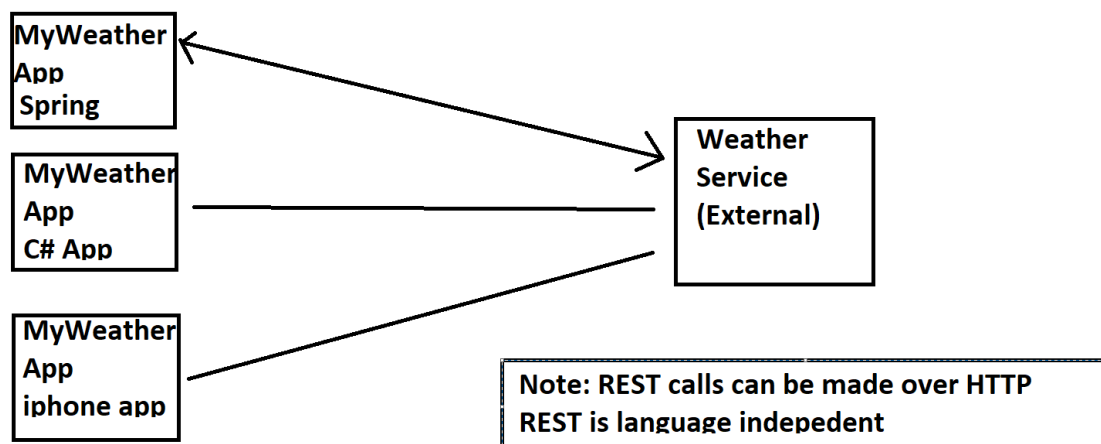 MyWeather
App
Spring
MyWeather
App
C# App
MyWeather
App
iphone app
Weather
Service
(External)
Note: REST calls can be made over HTTP
REST is language indepedent